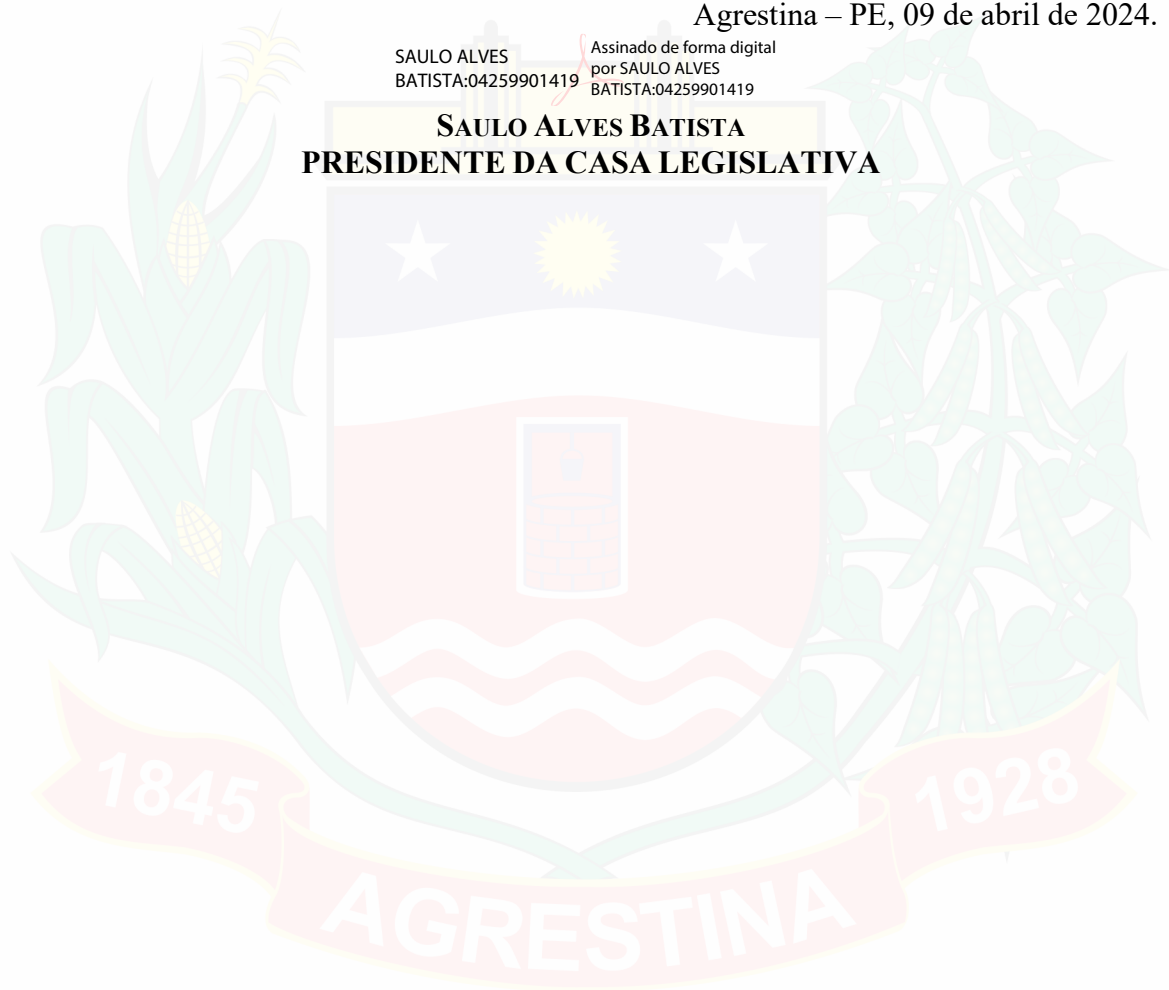 Agrestina – PE, 09 de abril de 2024.
SAULO ALVES
BATISTA:04259901419
Assinado de forma digital
por SAULO ALVES
BATISTA:04259901419
SAULO ALVES BATISTA
PRESIDENTE DA CASA LEGISLATIVA
1845
1928
AGRESTINA